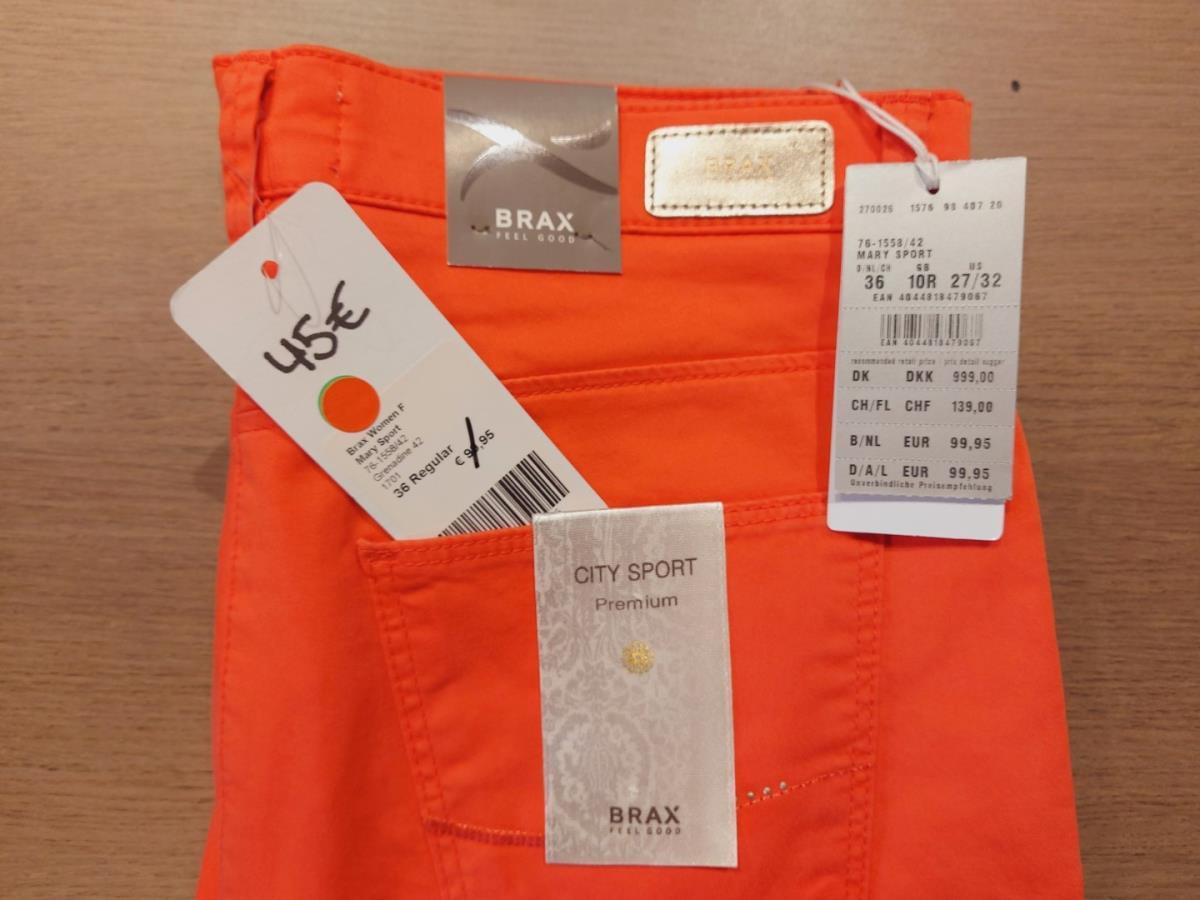 BRAX
FEEL GOOD
BRAX
45€
Brax Women F
Mary Sport
76-1558/42
Grenadine 42
1701
36 Regular
€ 99,95
CITY SPORT
Premium
BRAX
FEEL GOOD
270026 1576 98 407 20
76-1558/42
MARY SPORT
D/NL/CH GB US
36 10R 27/32
EAN 4044818479067
EAN 4044818479067
recommended retail price prix detail sugger
DK DKK 999,00
CH/FL CHF 139,00
B/NL EUR 99,95
D/A/L EUR 99,95
Unverbindliche Preisempfehlung